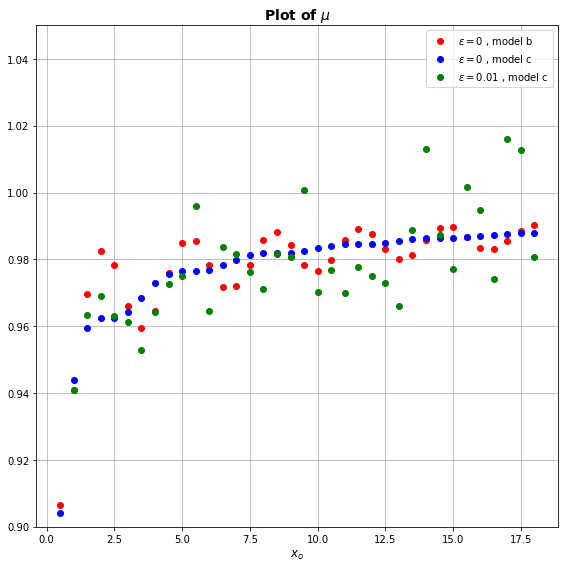 Plot of μ
ε = 0 , model b
ε = 0 , model c
ε = 0.01 , model c
1.04
1.02
1.00
0.98
0.96
0.94
0.92
0.90
0.0 2.5 5.0 7.5 10.0 12.5 15.0 17.5
x_o